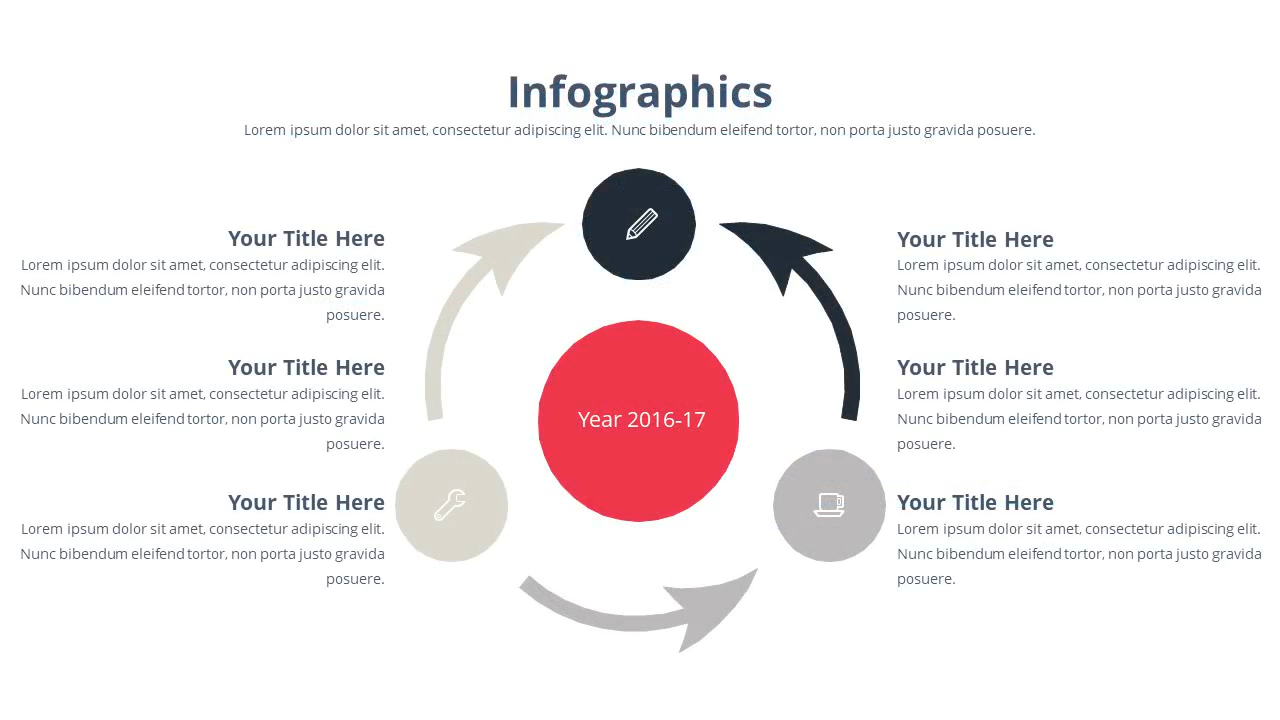 Infographics
Lorem ipsum dolor sit amet, consectetur adipiscing elit. Nunc bibendum eleifend tortor, non porta justo gravida posuere.
Your Title Here
Lorem ipsum dolor sit amet, consectetur adipiscing elit.
Nunc bibendum eleifend tortor, non porta justo gravida
posuere.
Your Title Here
Lorem ipsum dolor sit amet, consectetur adipiscing elit.
Nunc bibendum eleifend tortor, non porta justo gravida
posuere.
Your Title Here
Lorem ipsum dolor sit amet, consectetur adipiscing elit.
Nunc bibendum eleifend tortor, non porta justo gravida
posuere.
Year 2016-17
Your Title Here
Lorem ipsum dolor sit amet, consectetur adipiscing elit.
Nunc bibendum eleifend tortor, non porta justo gravida
posuere.
Your Title Here
Lorem ipsum dolor sit amet, consectetur adipiscing elit.
Nunc bibendum eleifend tortor, non porta justo gravida
posuere.
Your Title Here
Lorem ipsum dolor sit amet, consectetur adipiscing elit.
Nunc bibendum eleifend tortor, non porta justo gravida
posuere.